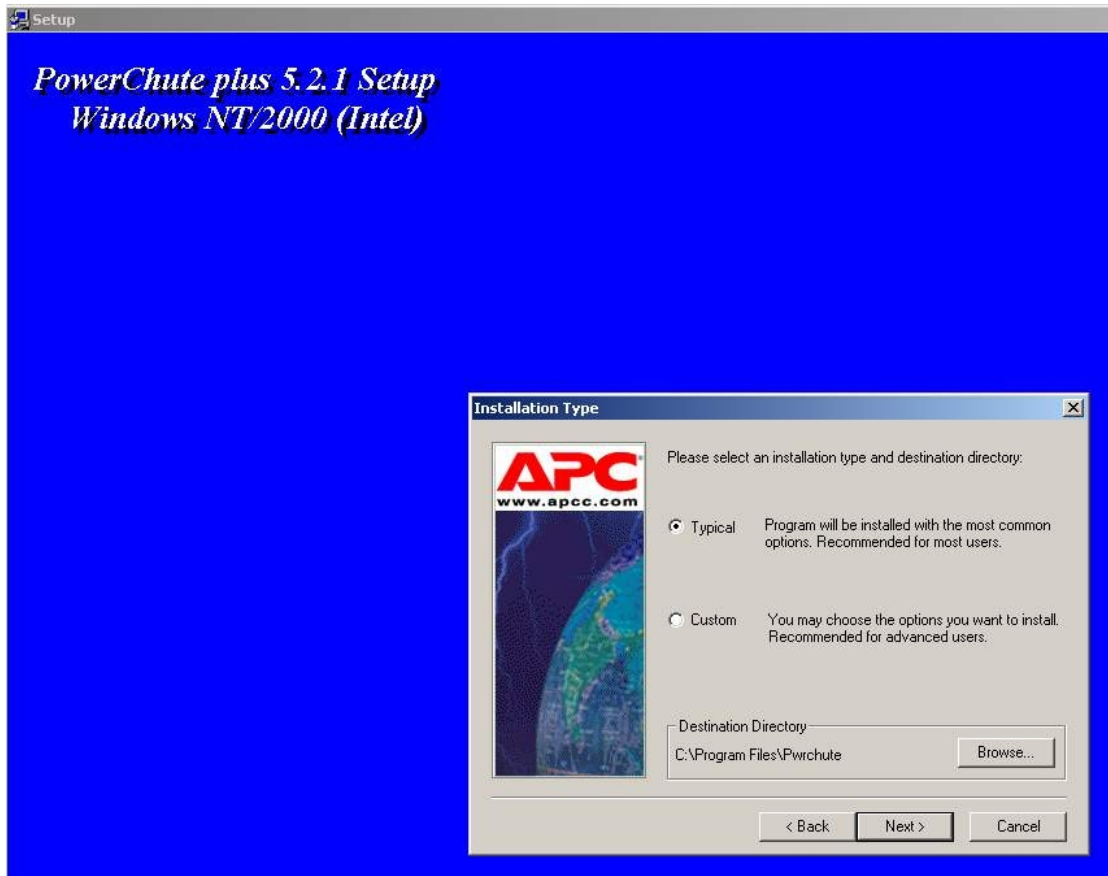 Setup
PowerChute plus 5.2.1 Setup
Windows NT/2000 (Intel)
Installation Type
APC
www.apcc.com
Please select an installation type and destination directory:
Typical
Program will be installed with the most common
options. Recommended for most users.
Custom
You may choose the options you want to install.
Recommended for advanced users.
Destination Directory
C:\Program Files\Pwrchute
Browse...
< Back
Next >
Cancel